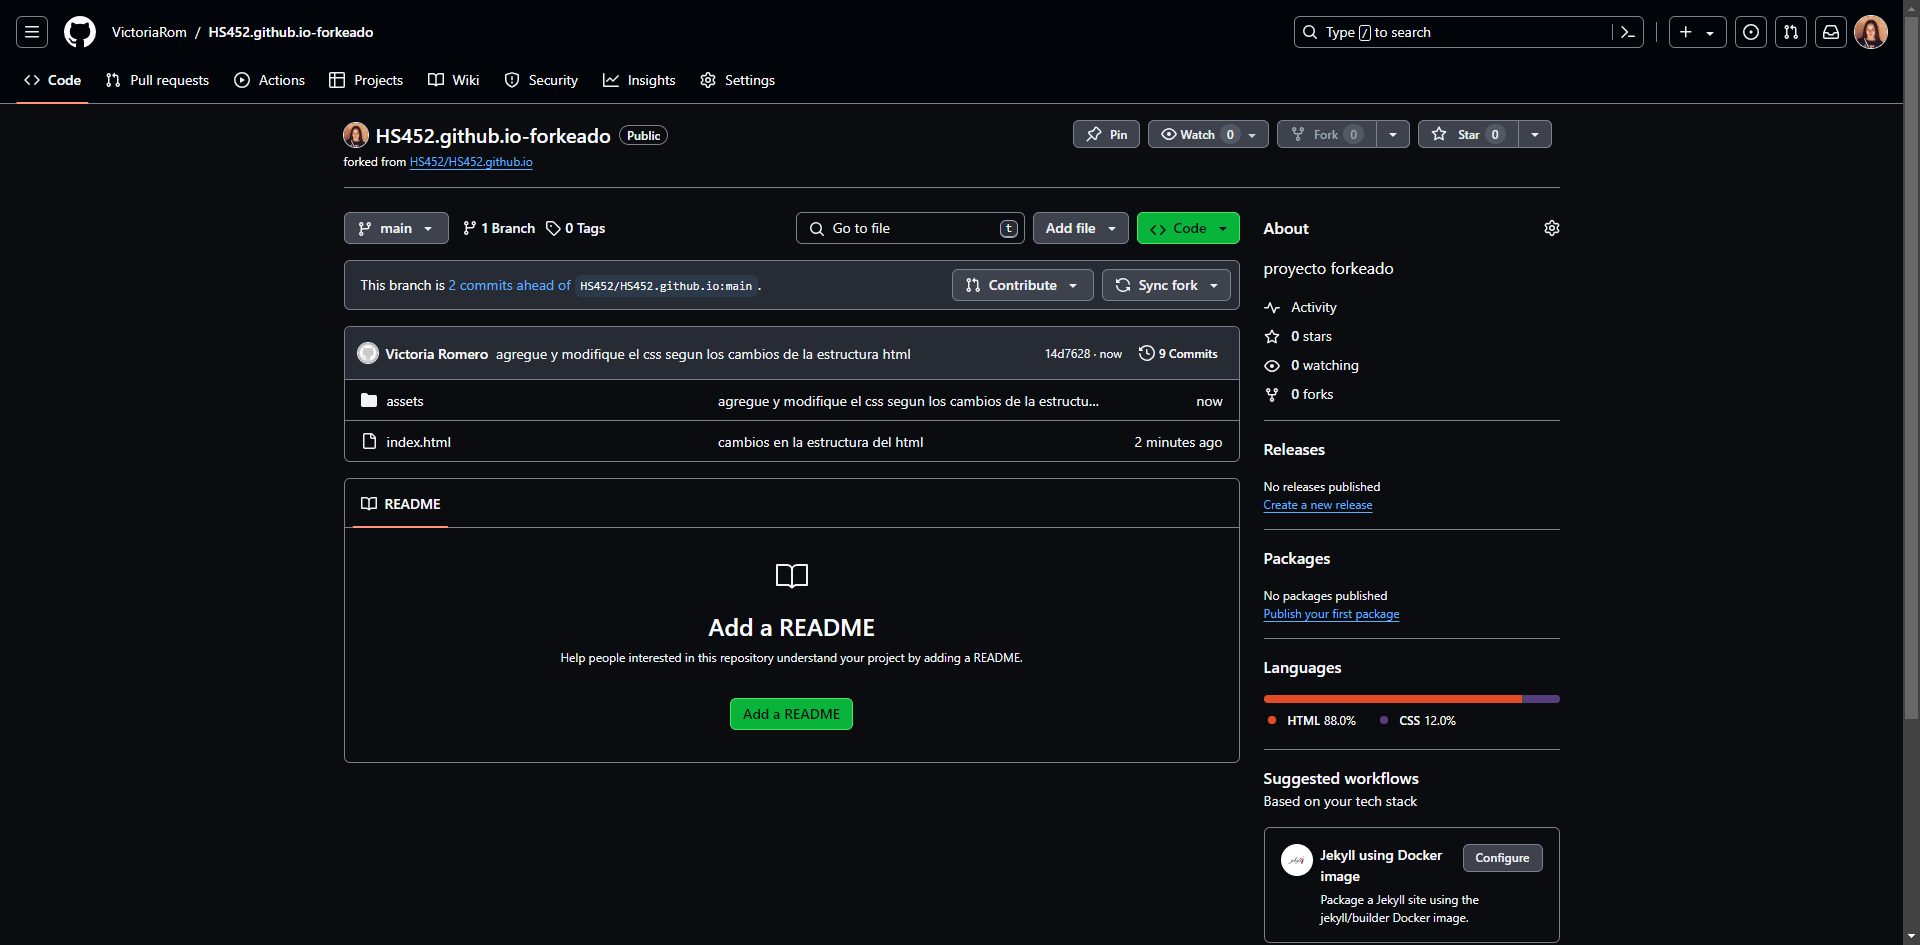 VictoriaRom / HS452.github.io-forkeado
Type / to search
Code Pull requests Actions Projects Wiki Security Insights Settings
HS452.github.io-forkeado Public
Pin Watch 0 Fork 0 Star 0
forked from HS452/HS452.github.io
main 1 Branch 0 Tags Go to file t Add file Code
This branch is 2 commits ahead of HS452/HS452.github.io:main .
Contribute Sync fork
Victoria Romero agregue y modifique el css segun los cambios de la estructura html 14d7628 · now 9 Commits
assets agregue y modifique el css segun los cambios de la estructu... now
index.html cambios en la estructura del html 2 minutes ago
README
Add a README
Help people interested in this repository understand your project by adding a README.
Add a README
About
proyecto forkeado
Activity
0 stars
0 watching
0 forks
Releases
No releases published
Create a new release
Packages
No packages published
Publish your first package
Languages
HTML 88.0% CSS 12.0%
Suggested workflows
Based on your tech stack
Jekyll using Docker image
Configure
Package a Jekyll site using the
jekyll/builder Docker image.